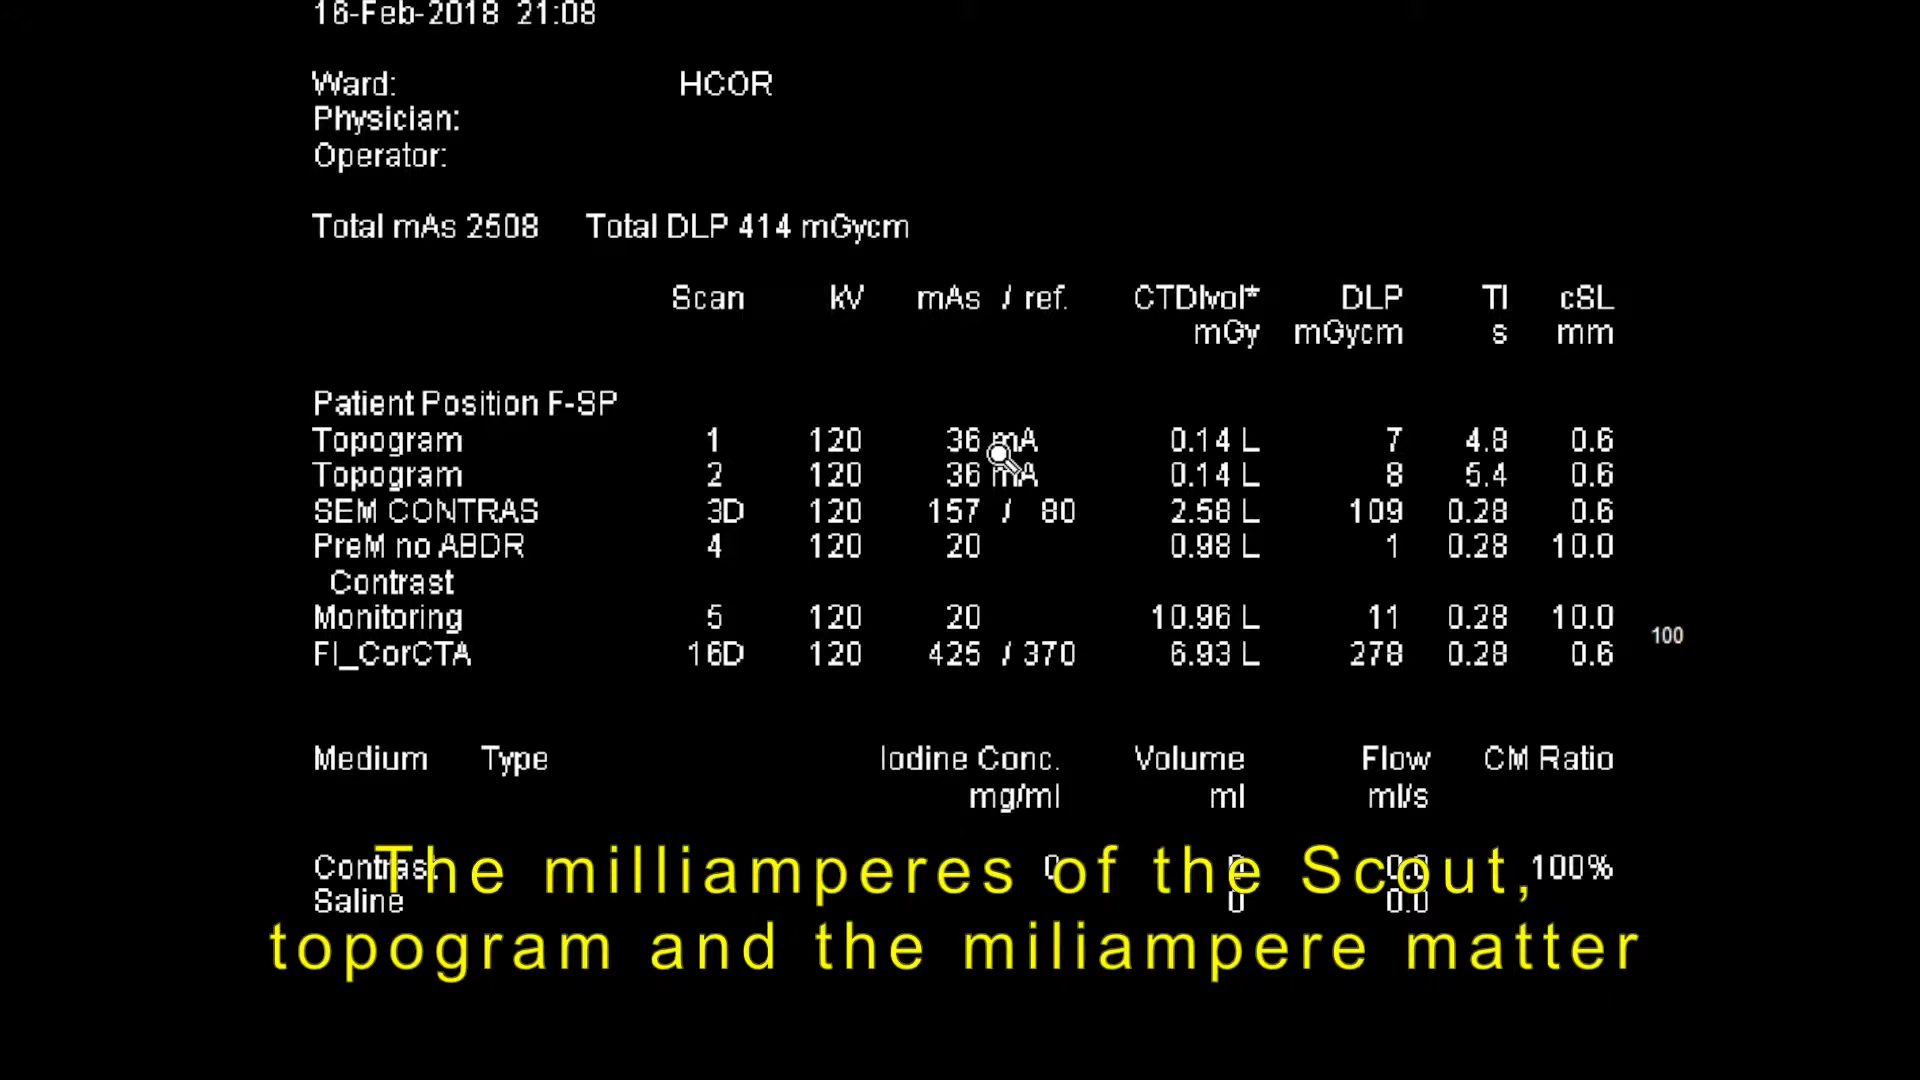 16-Feb-2018 21:08
Ward: HCOR
Physician:
Operator:
Total mAs 2508 Total DLP 414 mGycm
Scan kV mAs / ref. CTDIvol* DLP TI cSL
mGy mGycm s mm
Patient Position F-SP
Topogram 1 120 36 mA 0.14 L 7 4.8 0.6
Topogram 2 120 36 mA 0.14 L 8 5.4 0.6
SEM CONTRAS 3D 120 157 / 80 2.58 L 109 0.28 0.6
PreM no ABDR 4 120 20 0.98 L 1 0.28 10.0
Contrast
Monitoring 5 120 20 10.96 L 11 0.28 10.0
100
Fl_CorCTA 16D 120 425 / 370 6.93 L 278 0.28 0.6
Medium Type Iodine Conc. Volume Flow CM Ratio
mg/ml ml ml/s
Contrast 0 0 0.0 100%
Saline 0 0.0
The milliamperes of the Scout,
topogram and the miliampere matter